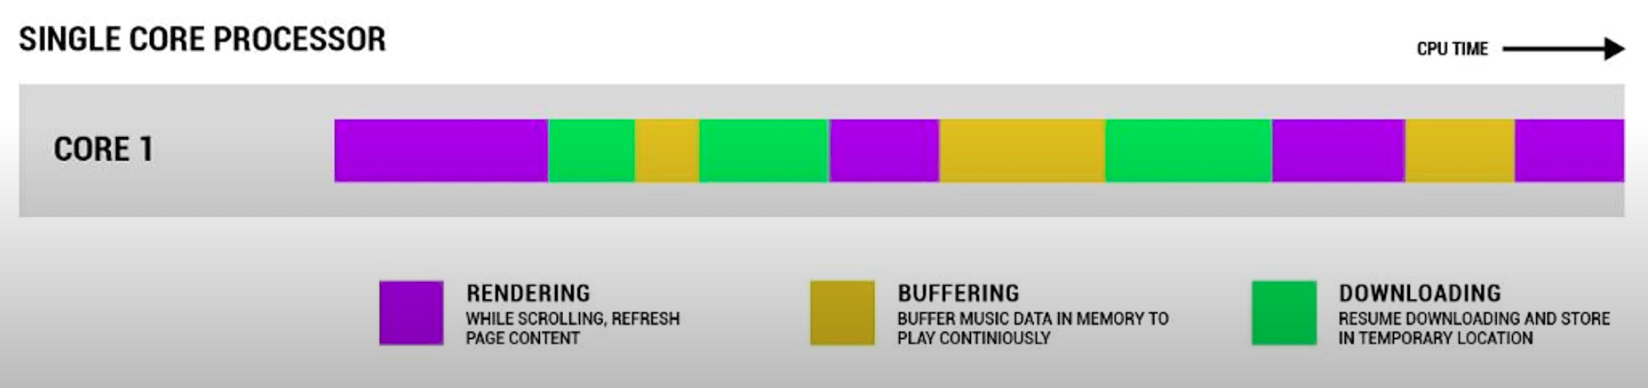 SINGLE CORE PROCESSOR
CPU TIME
CORE 1
RENDERING
WHILE SCROLLING, REFRESH
PAGE CONTENT
BUFFERING
BUFFER MUSIC DATA IN MEMORY TO
PLAY CONTINIOUSLY
DOWNLOADING
RESUME DOWNLOADING AND STORE
IN TEMPORARY LOCATION